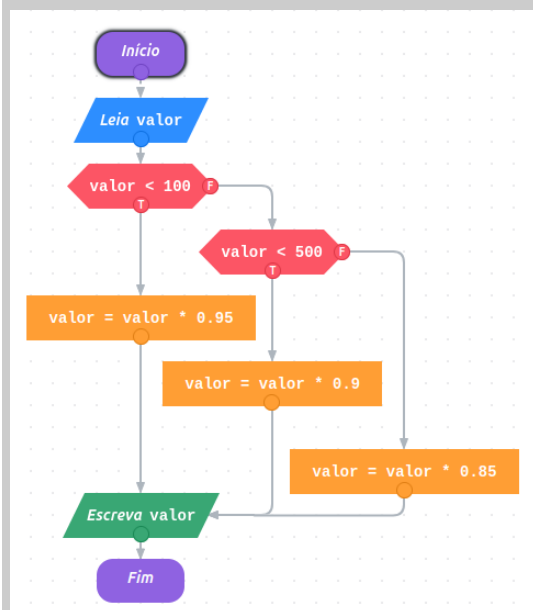 Início
Leia valor
valor < 100
F
T
valor < 500
F
T
valor = valor * 0.95
valor = valor * 0.9
valor = valor * 0.85
Escreva valor
Fim